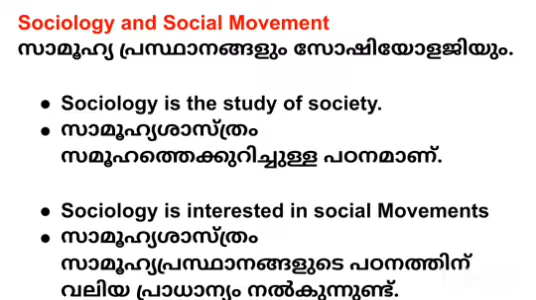 Sociology and Social Movement
സാമൂഹ്യ പ്രസ്ഥാനങ്ങളും സോഷിയോളജിയും.
● Sociology is the study of society.
● സാമൂഹ്യശാസ്ത്രം
സമൂഹത്തെക്കുറിച്ചുള്ള പഠനമാണ്.
● Sociology is interested in social Movements
● സാമൂഹ്യശാസ്ത്രം
സാമൂഹ്യപ്രസ്ഥാനങ്ങളുടെ പഠനത്തിന്
വലിയ പ്രാധാന്യം നൽകുന്നുണ്ട്.